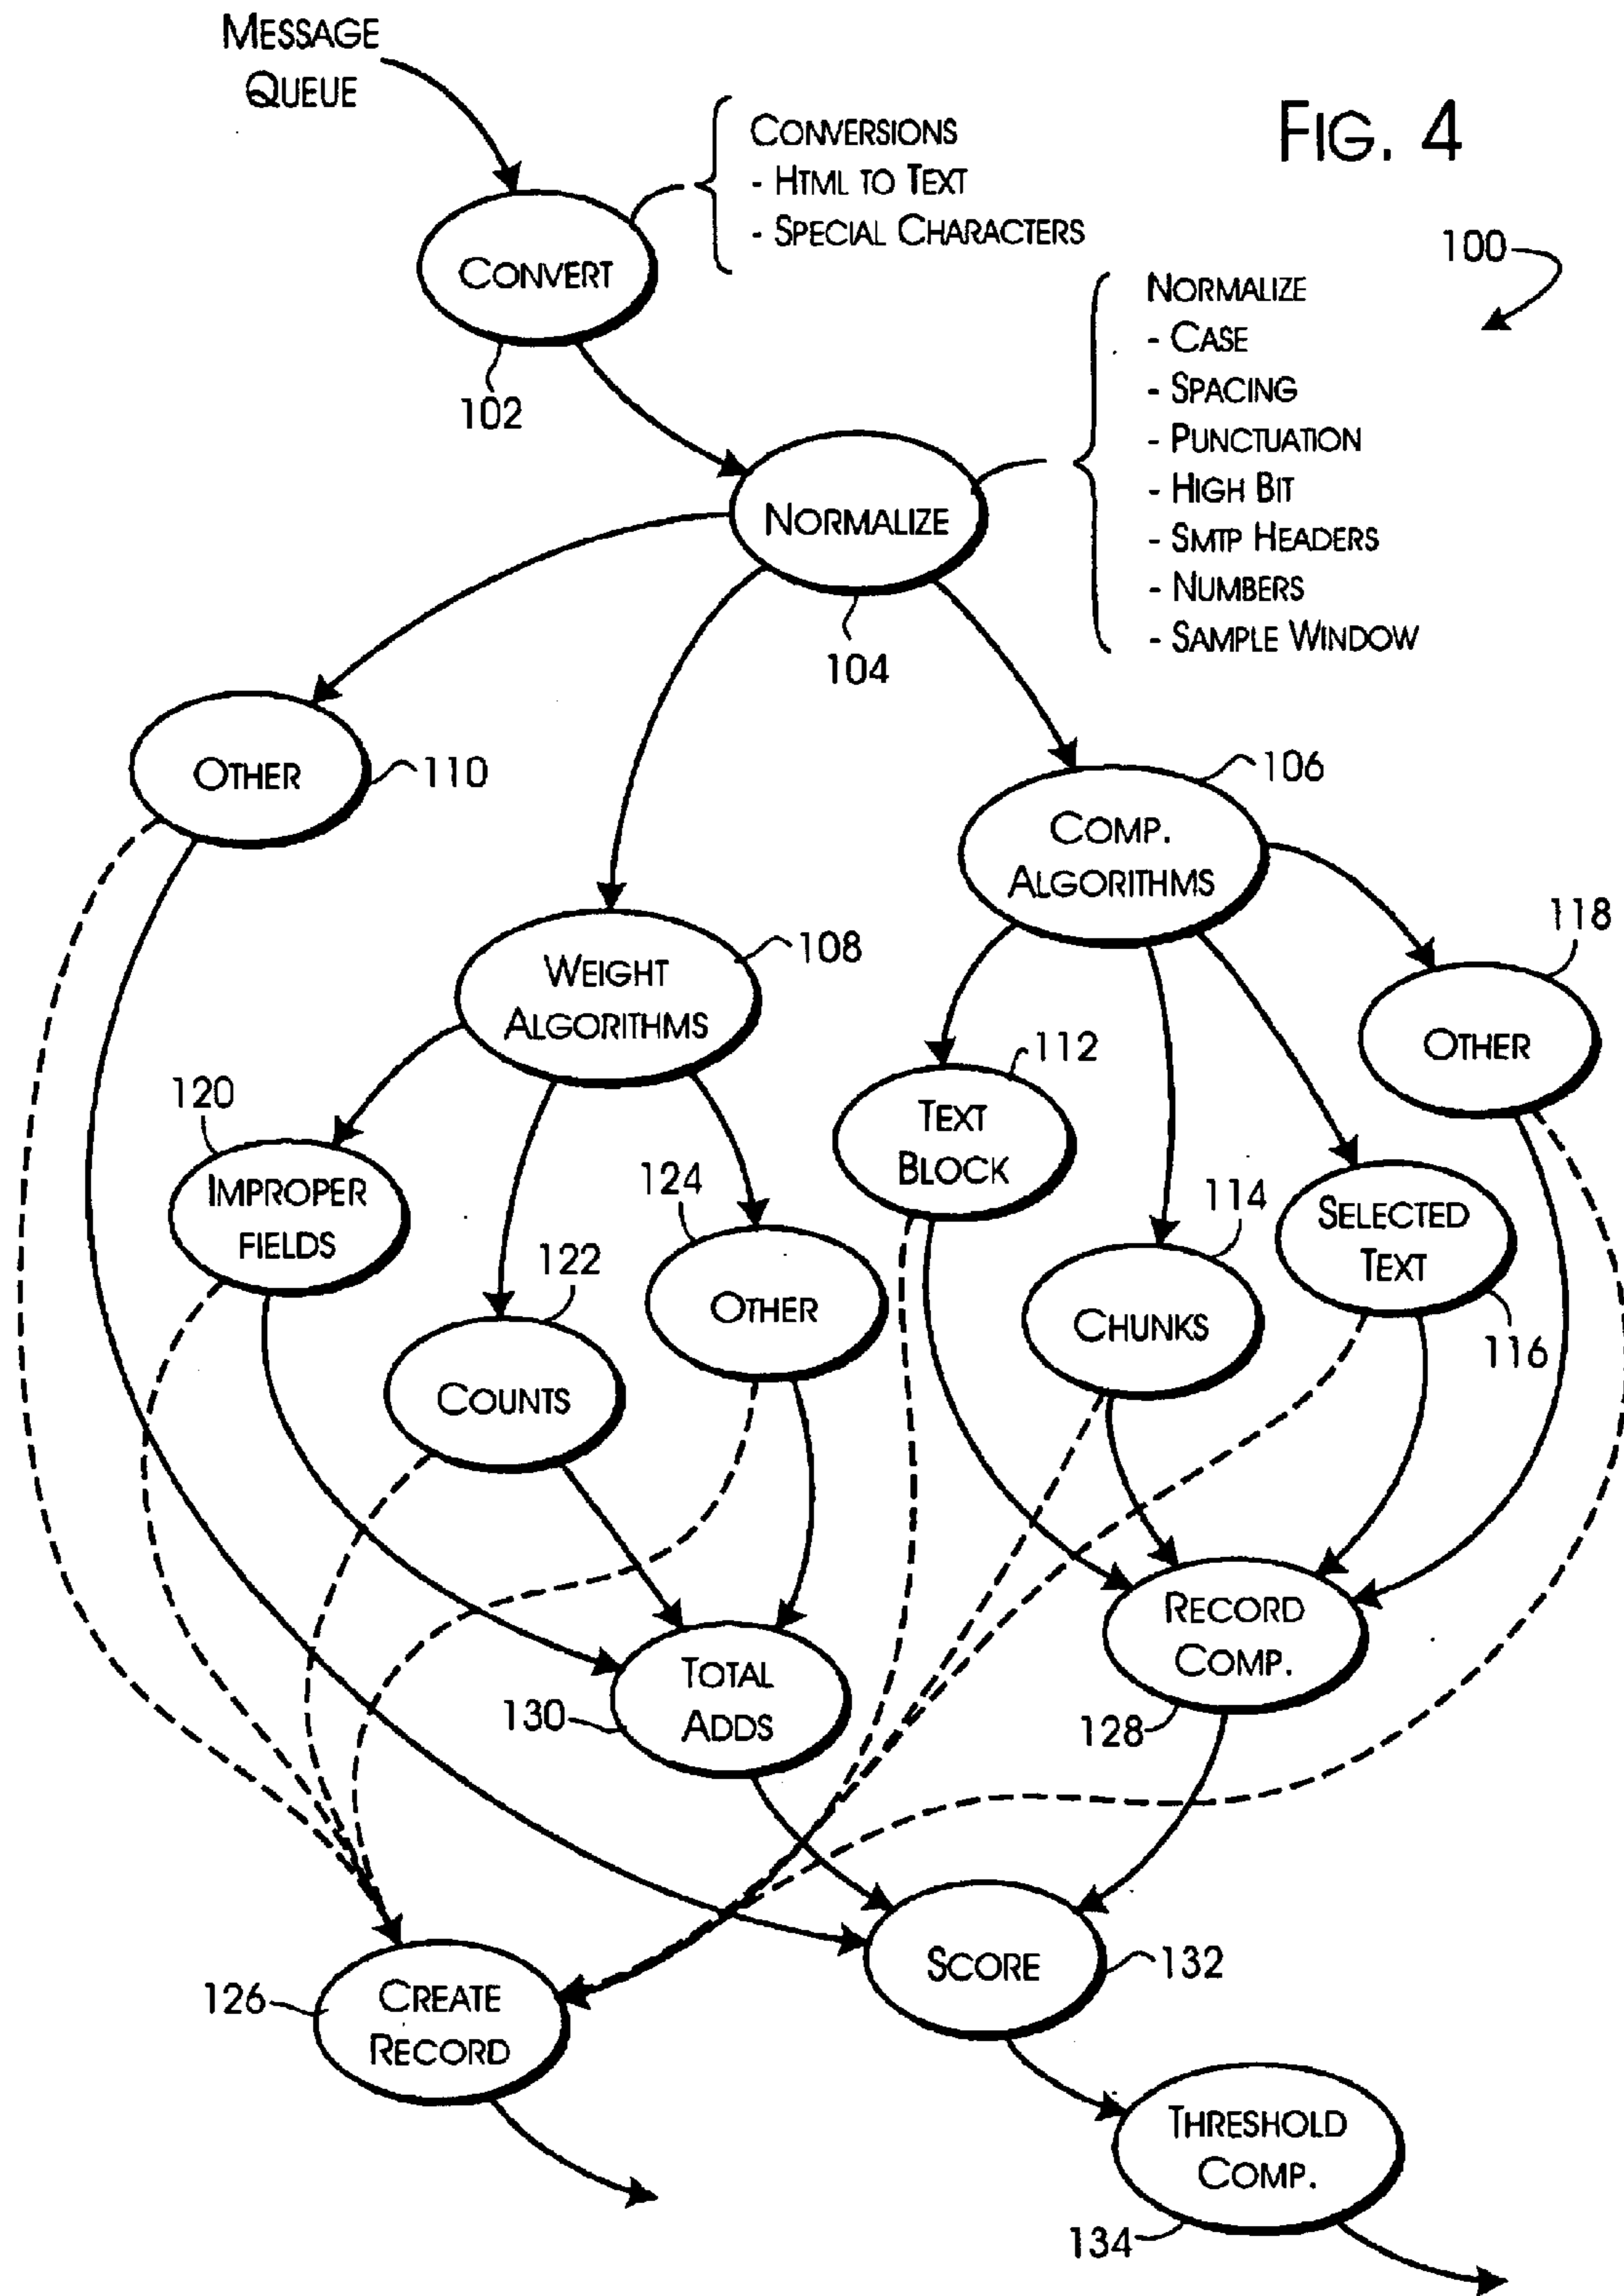 MESSAGE
QUEUE
FIG. 4
CONVERSIONS
- HTML TO TEXT
- SPECIAL CHARACTERS
100
CONVERT
102
NORMALIZE
- CASE
- SPACING
- PUNCTUATION
- HIGH BIT
- SMTP HEADERS
- NUMBERS
- SAMPLE WINDOW
NORMALIZE
104
OTHER
110
106
COMP.
ALGORITHMS
118
OTHER
WEIGHT
ALGORITHMS
108
112
TEXT
BLOCK
120
IMPROPER
FIELDS
124
OTHER
114
CHUNKS
SELECTED
TEXT
116
122
COUNTS
RECORD
COMP.
128
TOTAL
ADDS
130
SCORE
132
CREATE
RECORD
126
THRESHOLD
COMP.
134